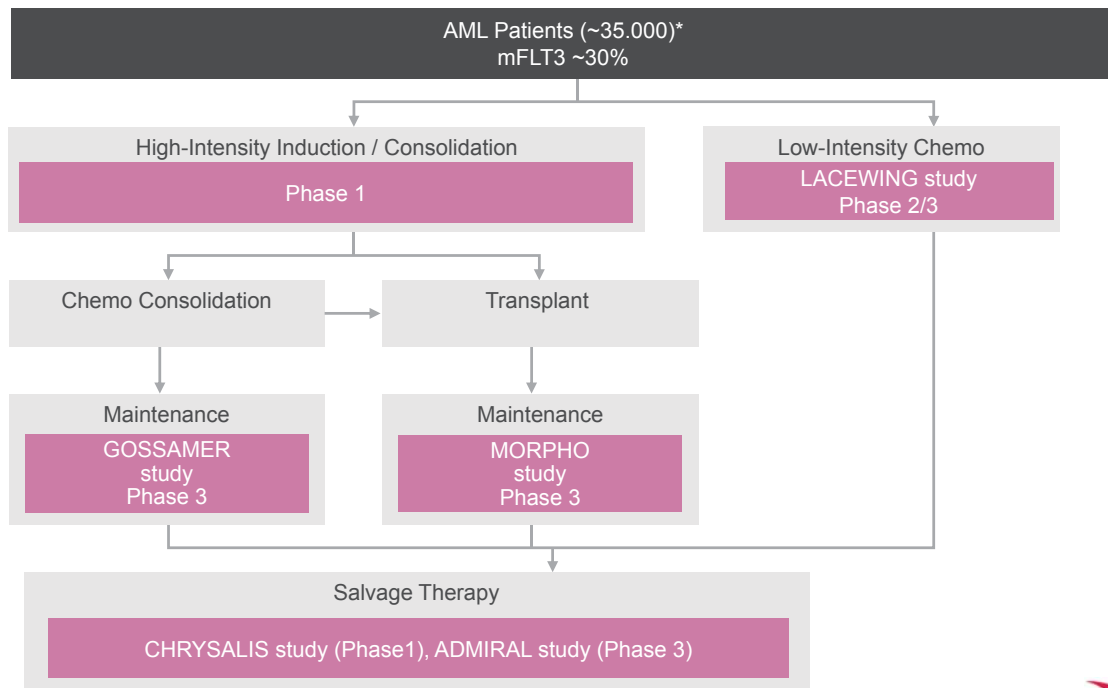 AML Patients (~35.000)*
mFLT3 ~30%
High-Intensity Induction / Consolidation
Phase 1
Low-Intensity Chemo
LACEWING study
Phase 2/3
Chemo Consolidation
Transplant
Maintenance
GOSSAMER
study
Phase 3
Maintenance
MORPHO
study
Phase 3
Salvage Therapy
CHRYSALIS study (Phase1), ADMIRAL study (Phase 3)